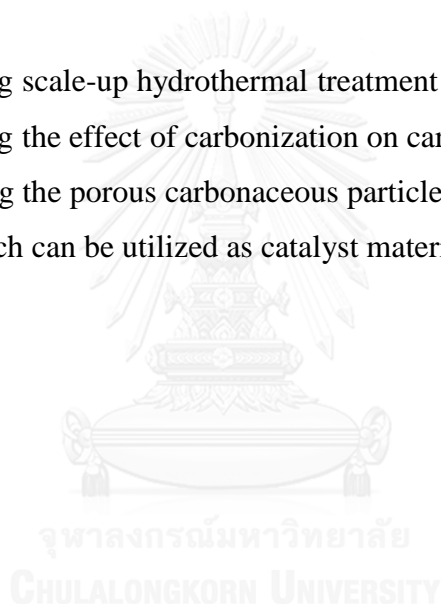 g scale-up hydrothermal treatment
g the effect of carbonization on car
g the porous carbonaceous particle
ch can be utilized as catalyst mater
จุฬาลงกรณ์มหาวิทยาลัย
CHULALONGKORN UNIVERSITY